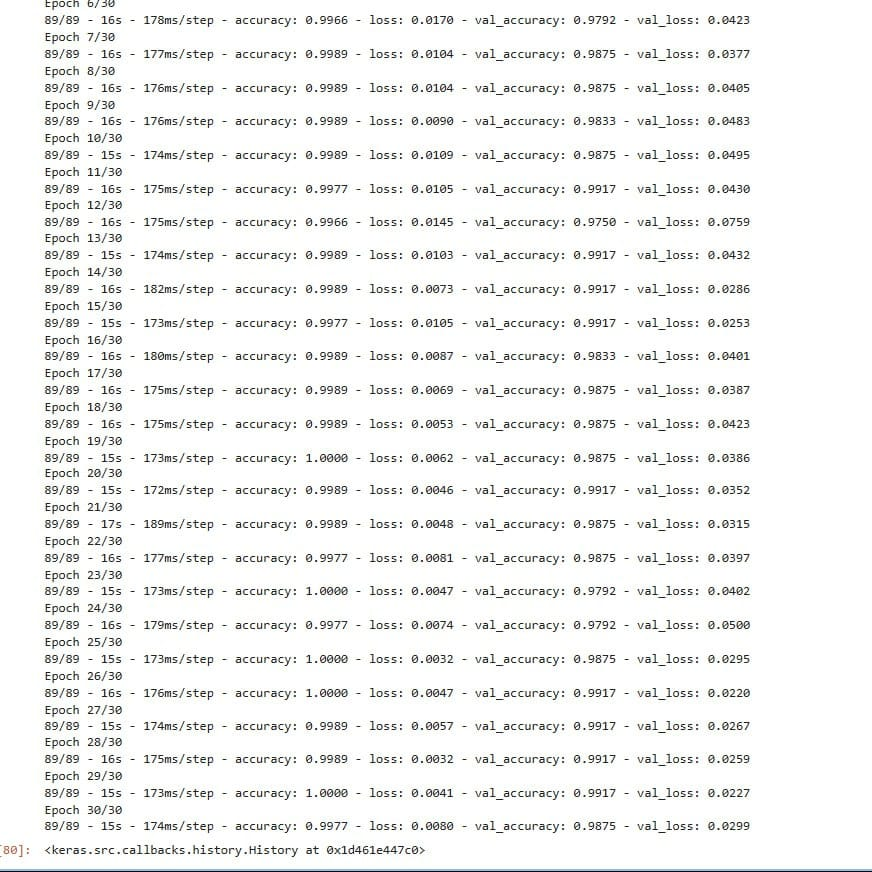 Epoch 6/30
89/89 - 16s - 178ms/step - accuracy: 0.9966 - loss: 0.0170 - val_accuracy: 0.9792 - val_loss: 0.0423
Epoch 7/30
89/89 - 16s - 177ms/step - accuracy: 0.9989 - loss: 0.0104 - val_accuracy: 0.9875 - val_loss: 0.0377
Epoch 8/30
89/89 - 16s - 176ms/step - accuracy: 0.9989 - loss: 0.0104 - val_accuracy: 0.9875 - val_loss: 0.0405
Epoch 9/30
89/89 - 16s - 176ms/step - accuracy: 0.9989 - loss: 0.0090 - val_accuracy: 0.9833 - val_loss: 0.0483
Epoch 10/30
89/89 - 15s - 174ms/step - accuracy: 0.9989 - loss: 0.0109 - val_accuracy: 0.9875 - val_loss: 0.0495
Epoch 11/30
89/89 - 16s - 175ms/step - accuracy: 0.9977 - loss: 0.0105 - val_accuracy: 0.9917 - val_loss: 0.0430
Epoch 12/30
89/89 - 16s - 175ms/step - accuracy: 0.9966 - loss: 0.0145 - val_accuracy: 0.9750 - val_loss: 0.0759
Epoch 13/30
89/89 - 15s - 174ms/step - accuracy: 0.9989 - loss: 0.0103 - val_accuracy: 0.9917 - val_loss: 0.0432
Epoch 14/30
89/89 - 16s - 182ms/step - accuracy: 0.9989 - loss: 0.0073 - val_accuracy: 0.9917 - val_loss: 0.0286
Epoch 15/30
89/89 - 15s - 173ms/step - accuracy: 0.9977 - loss: 0.0105 - val_accuracy: 0.9917 - val_loss: 0.0253
Epoch 16/30
89/89 - 16s - 180ms/step - accuracy: 0.9989 - loss: 0.0087 - val_accuracy: 0.9833 - val_loss: 0.0401
Epoch 17/30
89/89 - 16s - 175ms/step - accuracy: 0.9989 - loss: 0.0069 - val_accuracy: 0.9875 - val_loss: 0.0387
Epoch 18/30
89/89 - 16s - 175ms/step - accuracy: 0.9989 - loss: 0.0053 - val_accuracy: 0.9875 - val_loss: 0.0423
Epoch 19/30
89/89 - 15s - 173ms/step - accuracy: 1.0000 - loss: 0.0062 - val_accuracy: 0.9875 - val_loss: 0.0386
Epoch 20/30
89/89 - 15s - 172ms/step - accuracy: 0.9989 - loss: 0.0046 - val_accuracy: 0.9917 - val_loss: 0.0352
Epoch 21/30
89/89 - 17s - 189ms/step - accuracy: 0.9989 - loss: 0.0048 - val_accuracy: 0.9875 - val_loss: 0.0315
Epoch 22/30
89/89 - 16s - 177ms/step - accuracy: 0.9977 - loss: 0.0081 - val_accuracy: 0.9875 - val_loss: 0.0397
Epoch 23/30
89/89 - 15s - 173ms/step - accuracy: 1.0000 - loss: 0.0047 - val_accuracy: 0.9792 - val_loss: 0.0402
Epoch 24/30
89/89 - 16s - 179ms/step - accuracy: 0.9977 - loss: 0.0074 - val_accuracy: 0.9792 - val_loss: 0.0500
Epoch 25/30
89/89 - 15s - 173ms/step - accuracy: 1.0000 - loss: 0.0032 - val_accuracy: 0.9875 - val_loss: 0.0295
Epoch 26/30
89/89 - 16s - 176ms/step - accuracy: 1.0000 - loss: 0.0047 - val_accuracy: 0.9917 - val_loss: 0.0220
Epoch 27/30
89/89 - 15s - 174ms/step - accuracy: 0.9989 - loss: 0.0057 - val_accuracy: 0.9917 - val_loss: 0.0267
Epoch 28/30
89/89 - 16s - 175ms/step - accuracy: 0.9989 - loss: 0.0032 - val_accuracy: 0.9917 - val_loss: 0.0259
Epoch 29/30
89/89 - 15s - 173ms/step - accuracy: 1.0000 - loss: 0.0041 - val_accuracy: 0.9917 - val_loss: 0.0227
Epoch 30/30
89/89 - 15s - 174ms/step - accuracy: 0.9977 - loss: 0.0080 - val_accuracy: 0.9875 - val_loss: 0.0299
[80]: <keras.src.callbacks.history.History at 0x1d461e447c0>